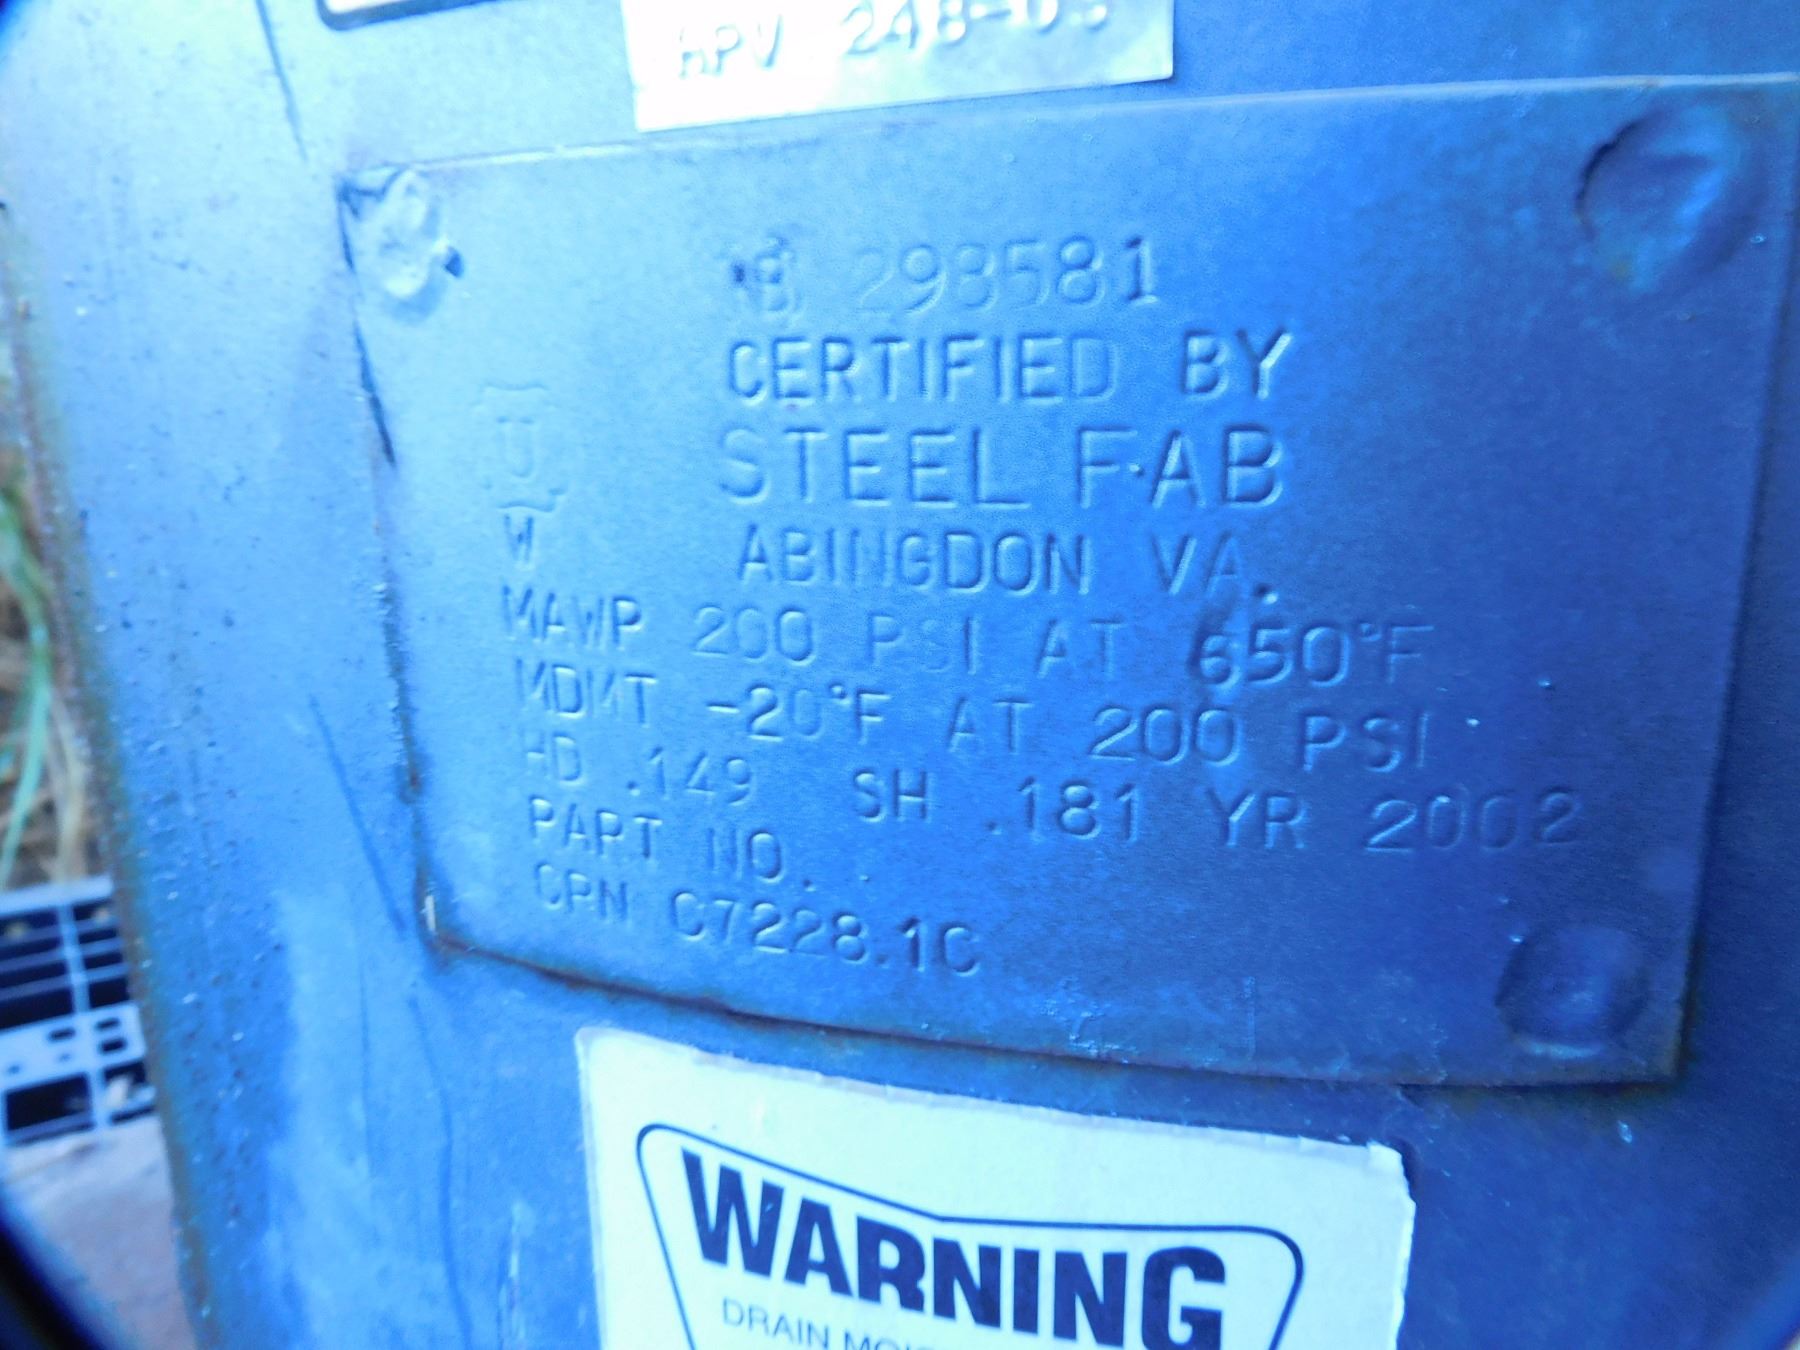 HPV 248-03
NB 298581
CERTIFIED BY
U STEEL FAB
W ABINGDON VA.
MAWP 200 PSI AT 650°F
MDMT -20°F AT 200 PSI
HD .149 SH .181 YR 2002
PART NO.
CRN C7228.1C
WARNING
DRAIN